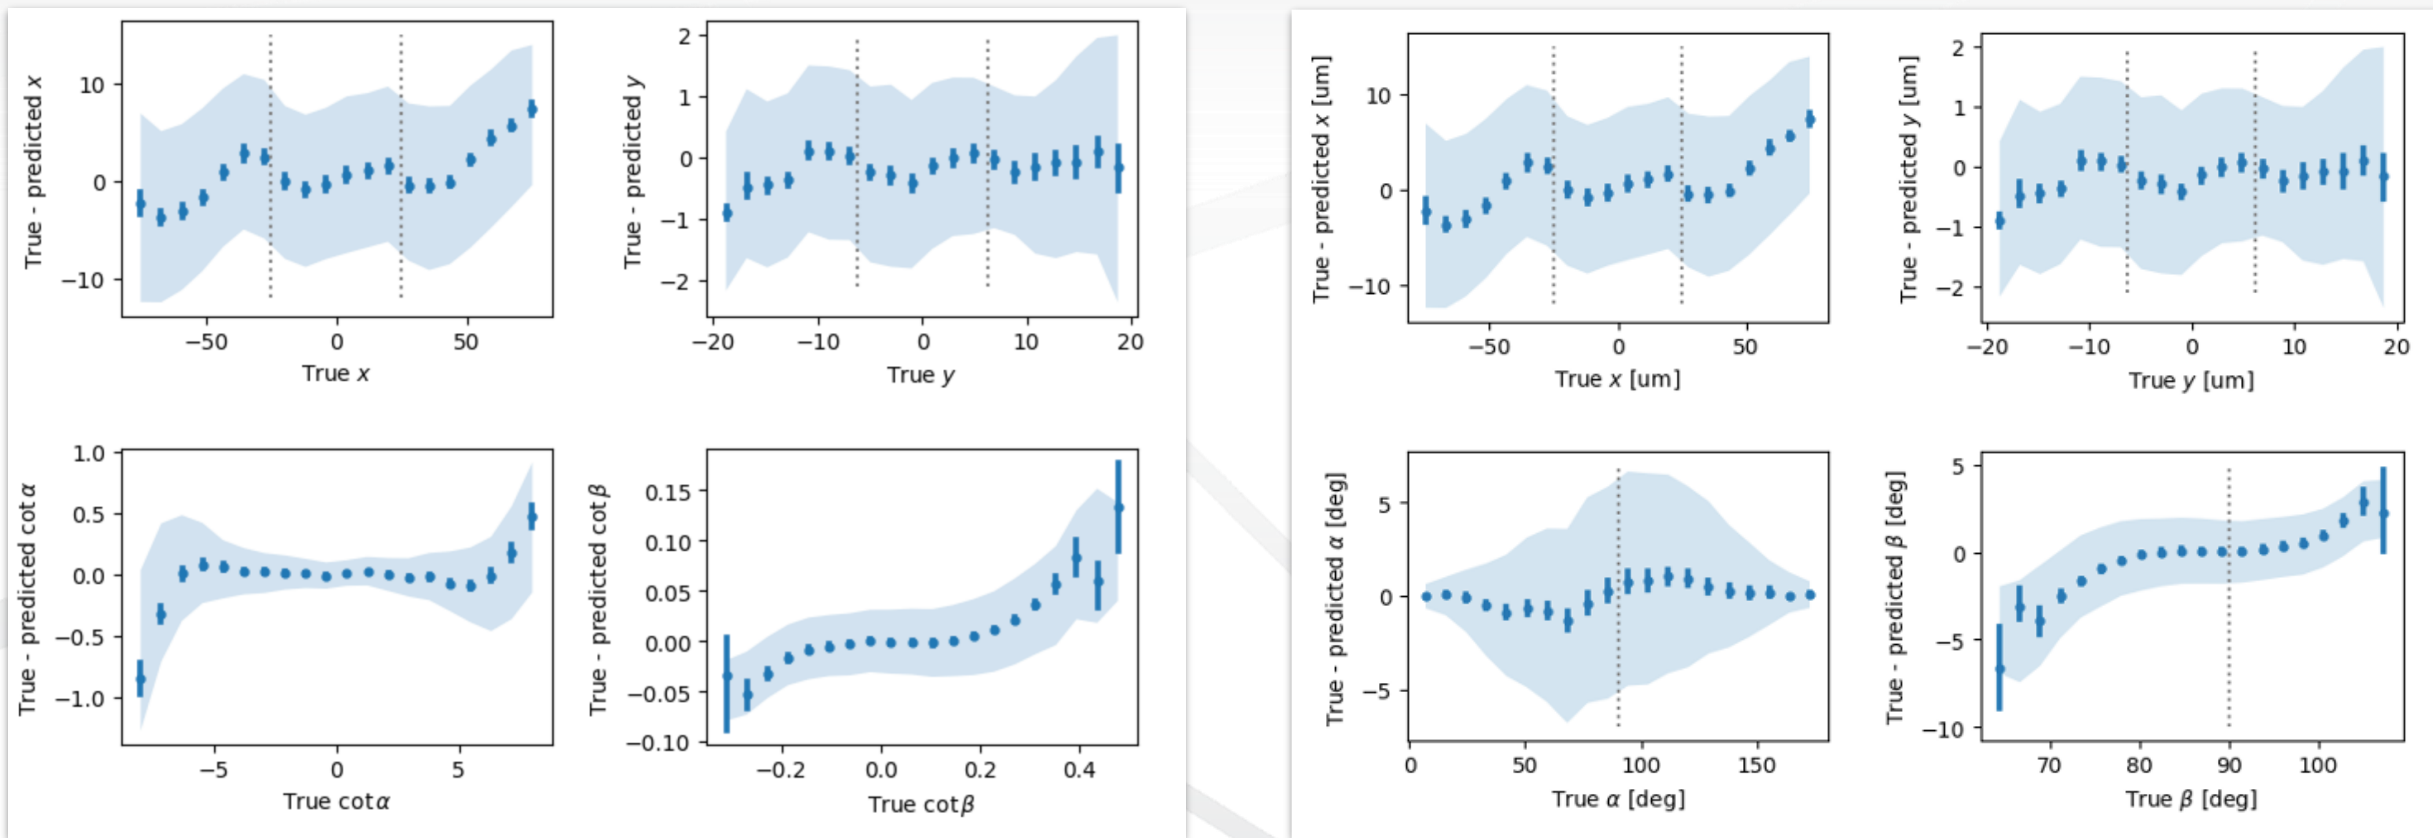 True - predicted x
10
0
−10
−50 0 50
True x
True - predicted y
2
1
0
−1
−2
−20 −10 0 10 20
True y
True - predicted cot α
1.0
0.5
0.0
−0.5
−1.0
−5 0 5
True cot α
True - predicted cot β
0.15
0.10
0.05
0.00
−0.05
−0.10
−0.2 0.0 0.2 0.4
True cot β
True - predicted x [um]
10
0
−10
−50 0 50
True x [um]
True - predicted y [um]
2
1
0
−1
−2
−20 −10 0 10 20
True y [um]
True - predicted α [deg]
5
0
−5
0 50 100 150
True α [deg]
True - predicted β [deg]
5
0
−5
−10
70 80 90 100
True β [deg]